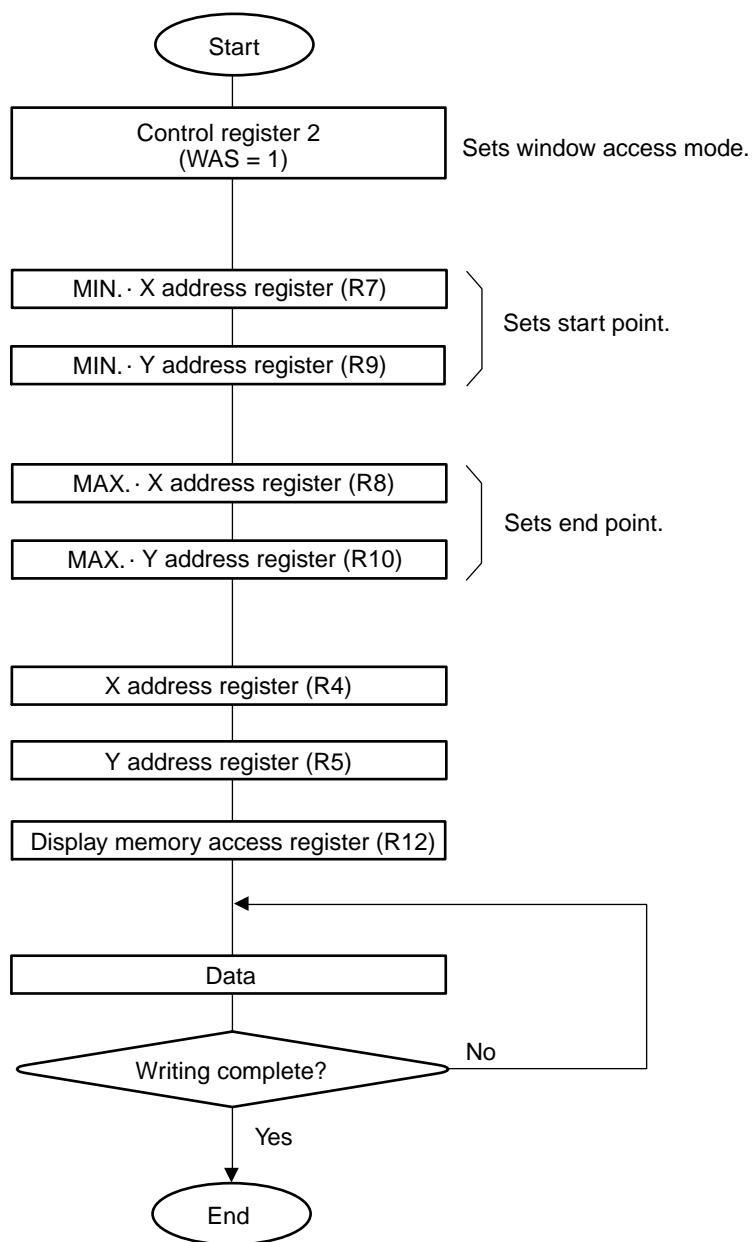 Start
Control register 2
(WAS = 1)
Sets window access mode.
MIN. · X address register (R7)
Sets start point.
MIN. · Y address register (R9)
MAX. · X address register (R8)
Sets end point.
MAX. · Y address register (R10)
X address register (R4)
Y address register (R5)
Display memory access register (R12)
Data
Writing complete?
No
Yes
End